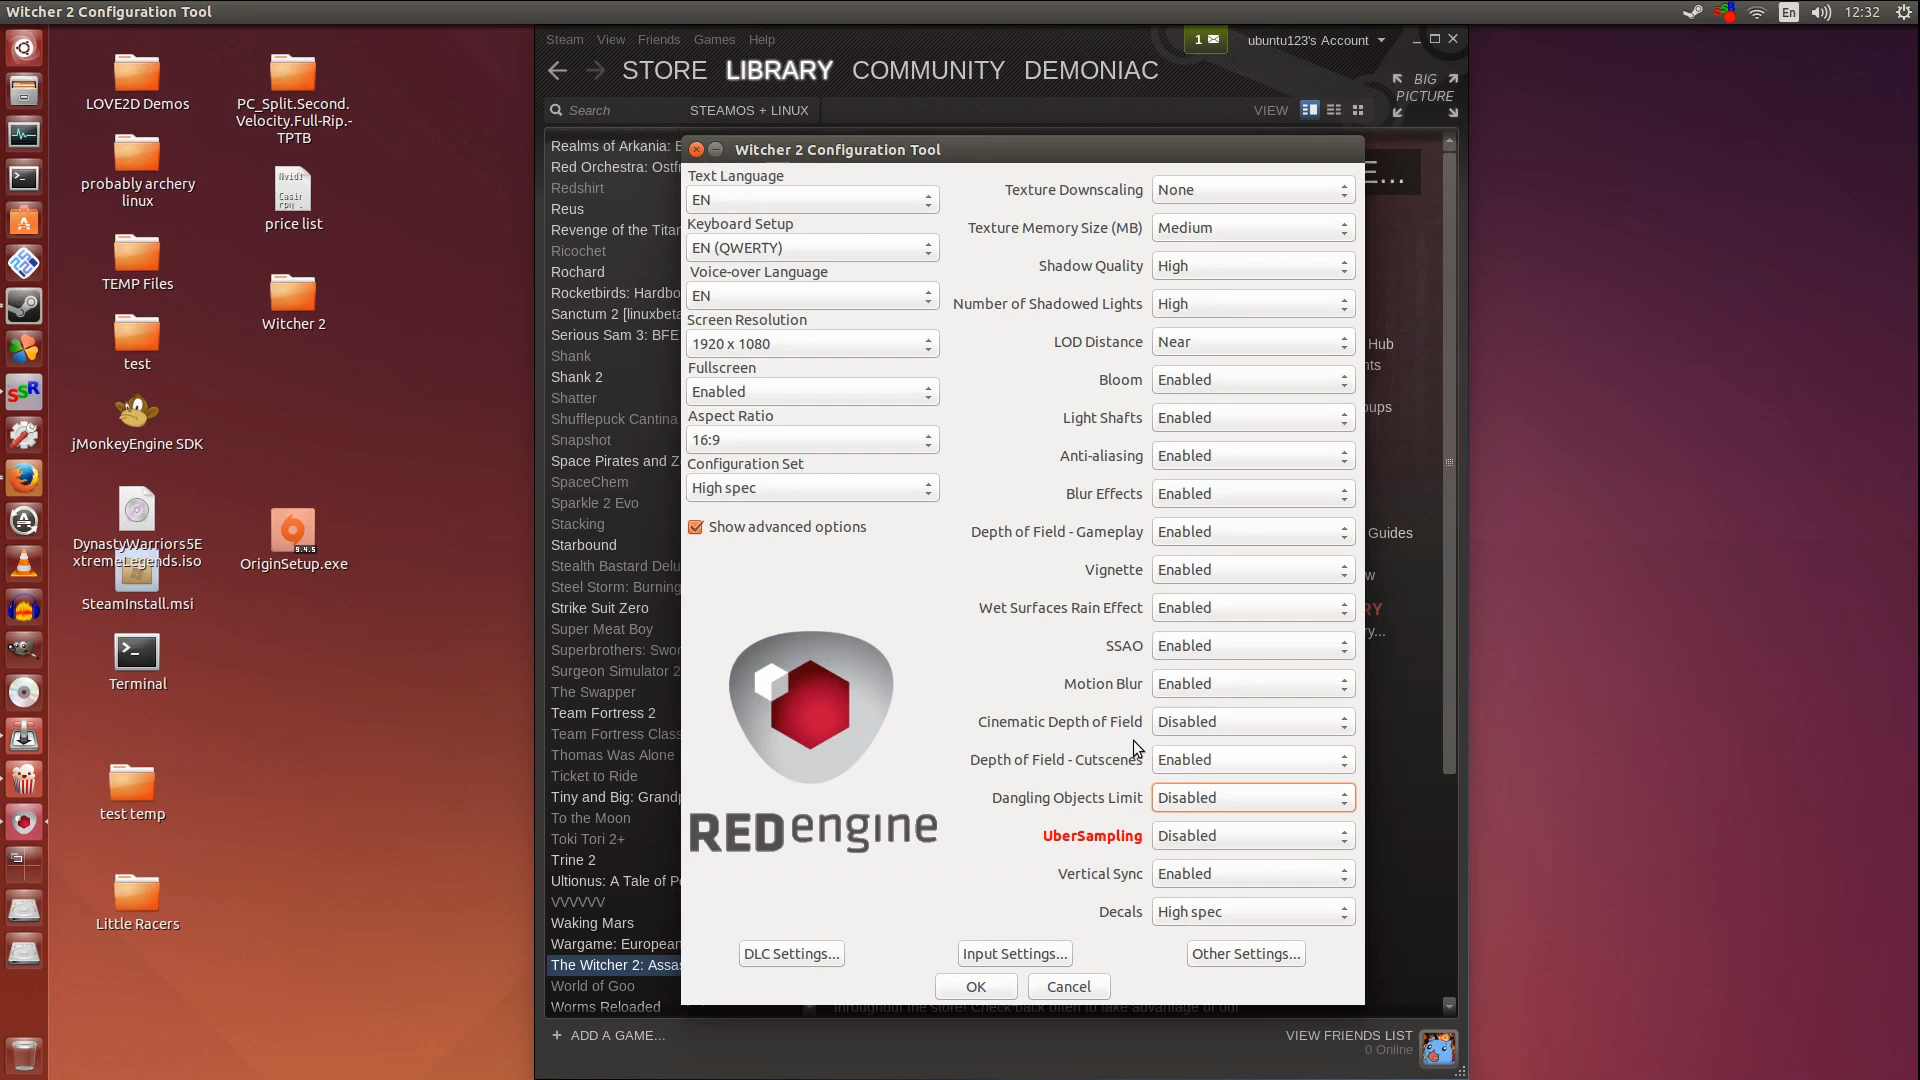 Witcher 2 Configuration Tool
En
12:32
LOVE2D Demos
PC_Split.Second.
Velocity.Full-Rip.-
TPTB
probably archery
linux
price list
TEMP Files
Witcher 2
test
jMonkeyEngine SDK
DynastyWarriors5E
xtremeLegends.iso
OriginSetup.exe
SteamInstall.msi
Terminal
test temp
Little Racers
Steam
View
Friends
Games
Help
1
ubuntu123's Account
STORE
LIBRARY
COMMUNITY
DEMONIAC
BIG
PICTURE
Search
STEAMOS + LINUX
VIEW
Realms of Arkania: E
Red Orchestra: Ostf
Redshirt
Reus
Revenge of the Titan
Ricochet
Rochard
Rocketbirds: Hardbo
Sanctum 2 [linuxbeta
Serious Sam 3: BFE
Shank
Shank 2
Shatter
Shufflepuck Cantina
Snapshot
Space Pirates and Z
SpaceChem
Sparkle 2 Evo
Stacking
Starbound
Stealth Bastard Delu
Steel Storm: Burning
Strike Suit Zero
Super Meat Boy
Superbrothers: Swor
Surgeon Simulator 2
The Swapper
Team Fortress 2
Team Fortress Class
Thomas Was Alone
Ticket to Ride
Tiny and Big: Grandp
To the Moon
Toki Tori 2+
Trine 2
Ultionus: A Tale of P
VVVVVV
Waking Mars
Wargame: European
The Witcher 2: Assa
World of Goo
Worms Reloaded
+ ADD A GAME...
Witcher 2 Configuration Tool
Text Language
EN
Keyboard Setup
EN (QWERTY)
Voice-over Language
EN
Screen Resolution
1920 x 1080
Fullscreen
Enabled
Aspect Ratio
16:9
Configuration Set
High spec
Show advanced options
REDengine
Texture Downscaling None
Texture Memory Size (MB) Medium
Shadow Quality High
Number of Shadowed Lights High
LOD Distance Near
Bloom Enabled
Light Shafts Enabled
Anti-aliasing Enabled
Blur Effects Enabled
Depth of Field - Gameplay Enabled
Vignette Enabled
Wet Surfaces Rain Effect Enabled
SSAO Enabled
Motion Blur Enabled
Cinematic Depth of Field Disabled
Depth of Field - Cutscenes Enabled
Dangling Objects Limit Disabled
UberSampling Disabled
Vertical Sync Enabled
Decals High spec
DLC Settings...
Input Settings...
Other Settings...
OK
Cancel
E...
Hub
nts
oups
Guides
w
RY
ry...
VIEW FRIENDS LIST
0 Online